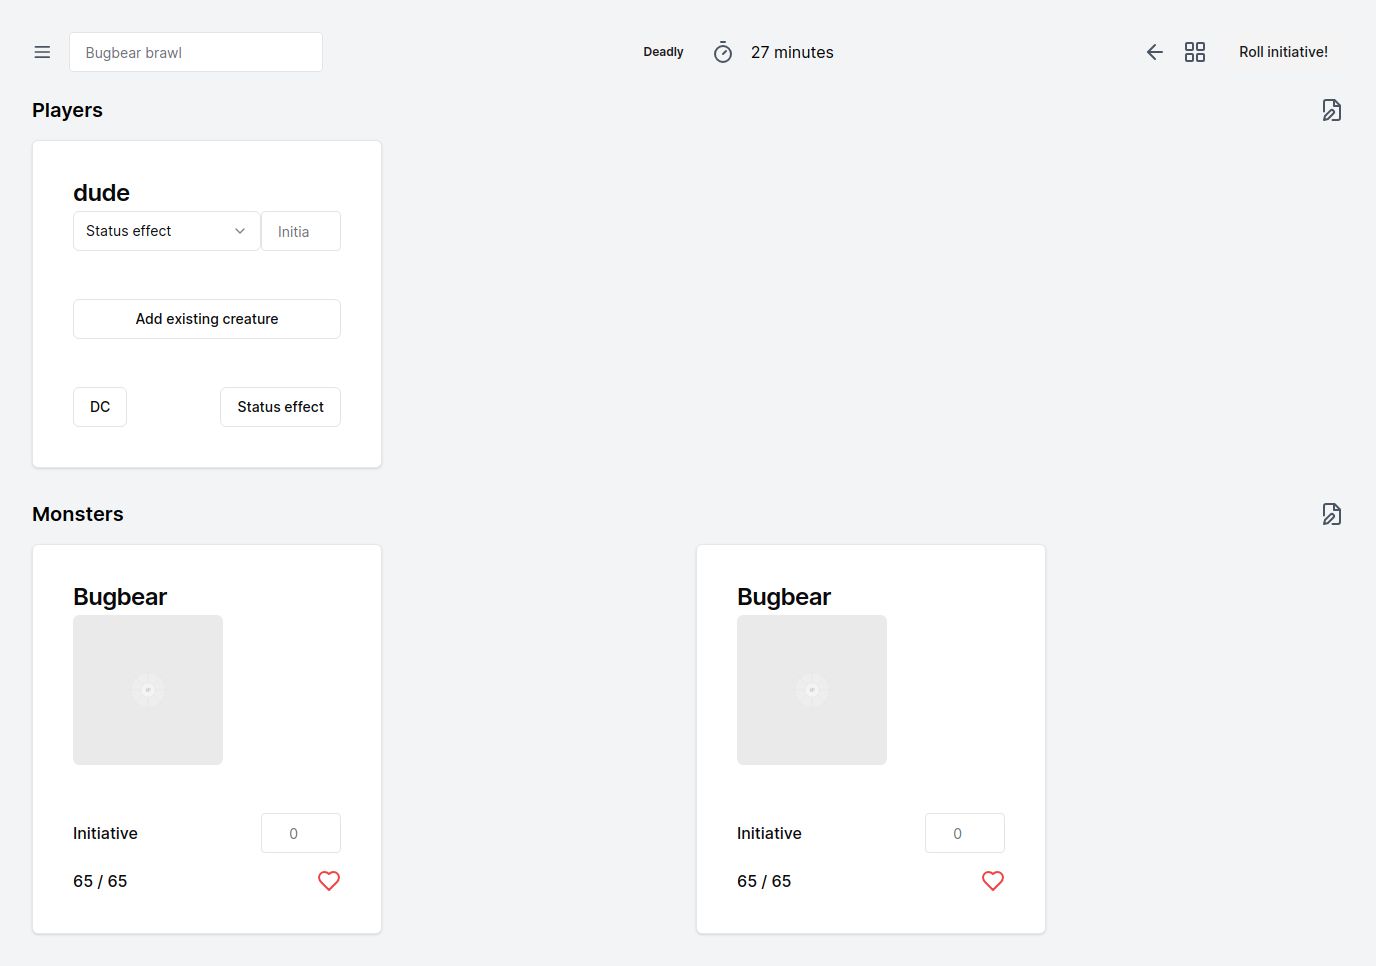 Bugbear brawl
Deadly
27 minutes
Roll initiative!
Players
dude
Status effect
Initia
Add existing creature
DC
Status effect
Monsters
Bugbear
Bugbear
Initiative
0
Initiative
0
65 / 65
65 / 65